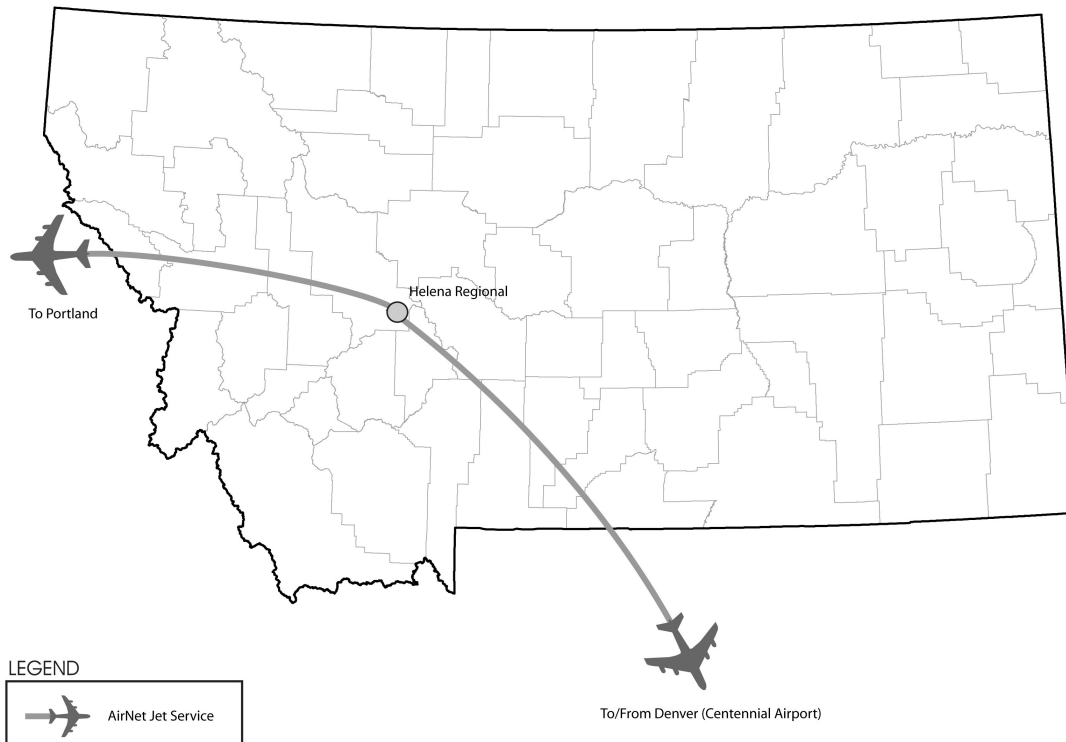 Helena Regional
To Portland
To/From Denver (Centennial Airport)
LEGEND
AirNet Jet Service